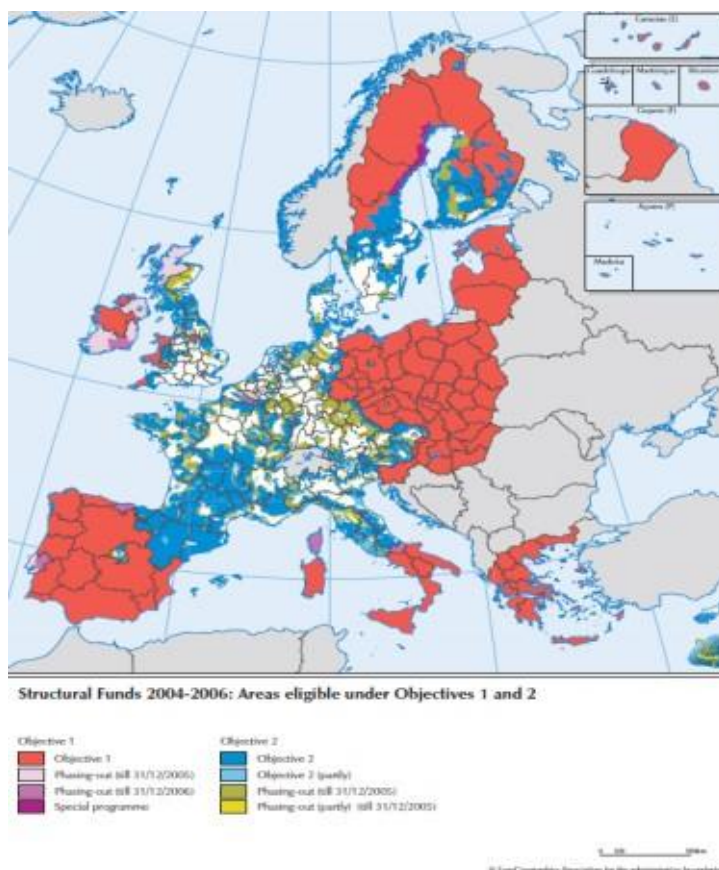 Canarias (E)
Guadeloupe
Martinique
Réunion
Guyane (F)
Açores (P)
Madeira
Structural Funds 2004-2006: Areas eligible under Objectives 1 and 2
Objective 1
Objective 1
Phasing-out (till 31/12/2005)
Phasing-out (till 31/12/2006)
Special programme
Objective 2
Objective 2
Objective 2 (partly)
Phasing-out (till 31/12/2005)
Phasing-out (partly) (till 31/12/2005)